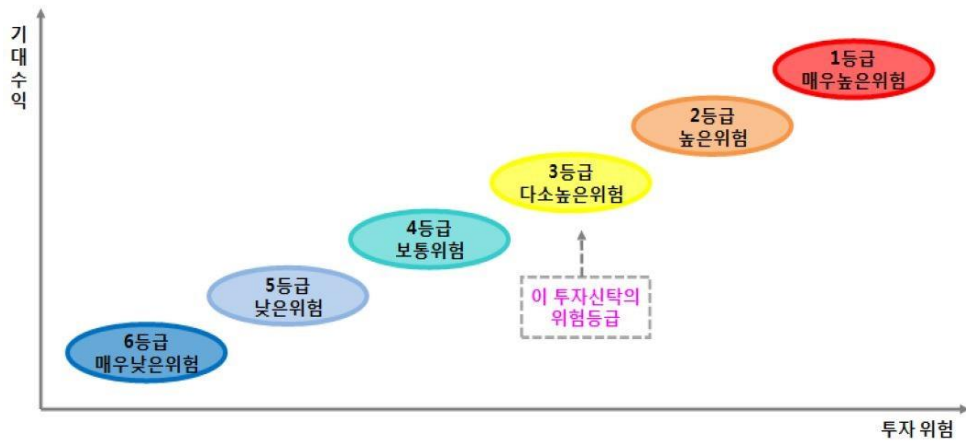 기
대
수
익
1등급
매우높은위험
2등급
높은위험
3등급
다소높은위험
4등급
보통위험
이 투자신탁의
위험등급
5등급
낮은위험
6등급
매우낮은위험
투자 위험